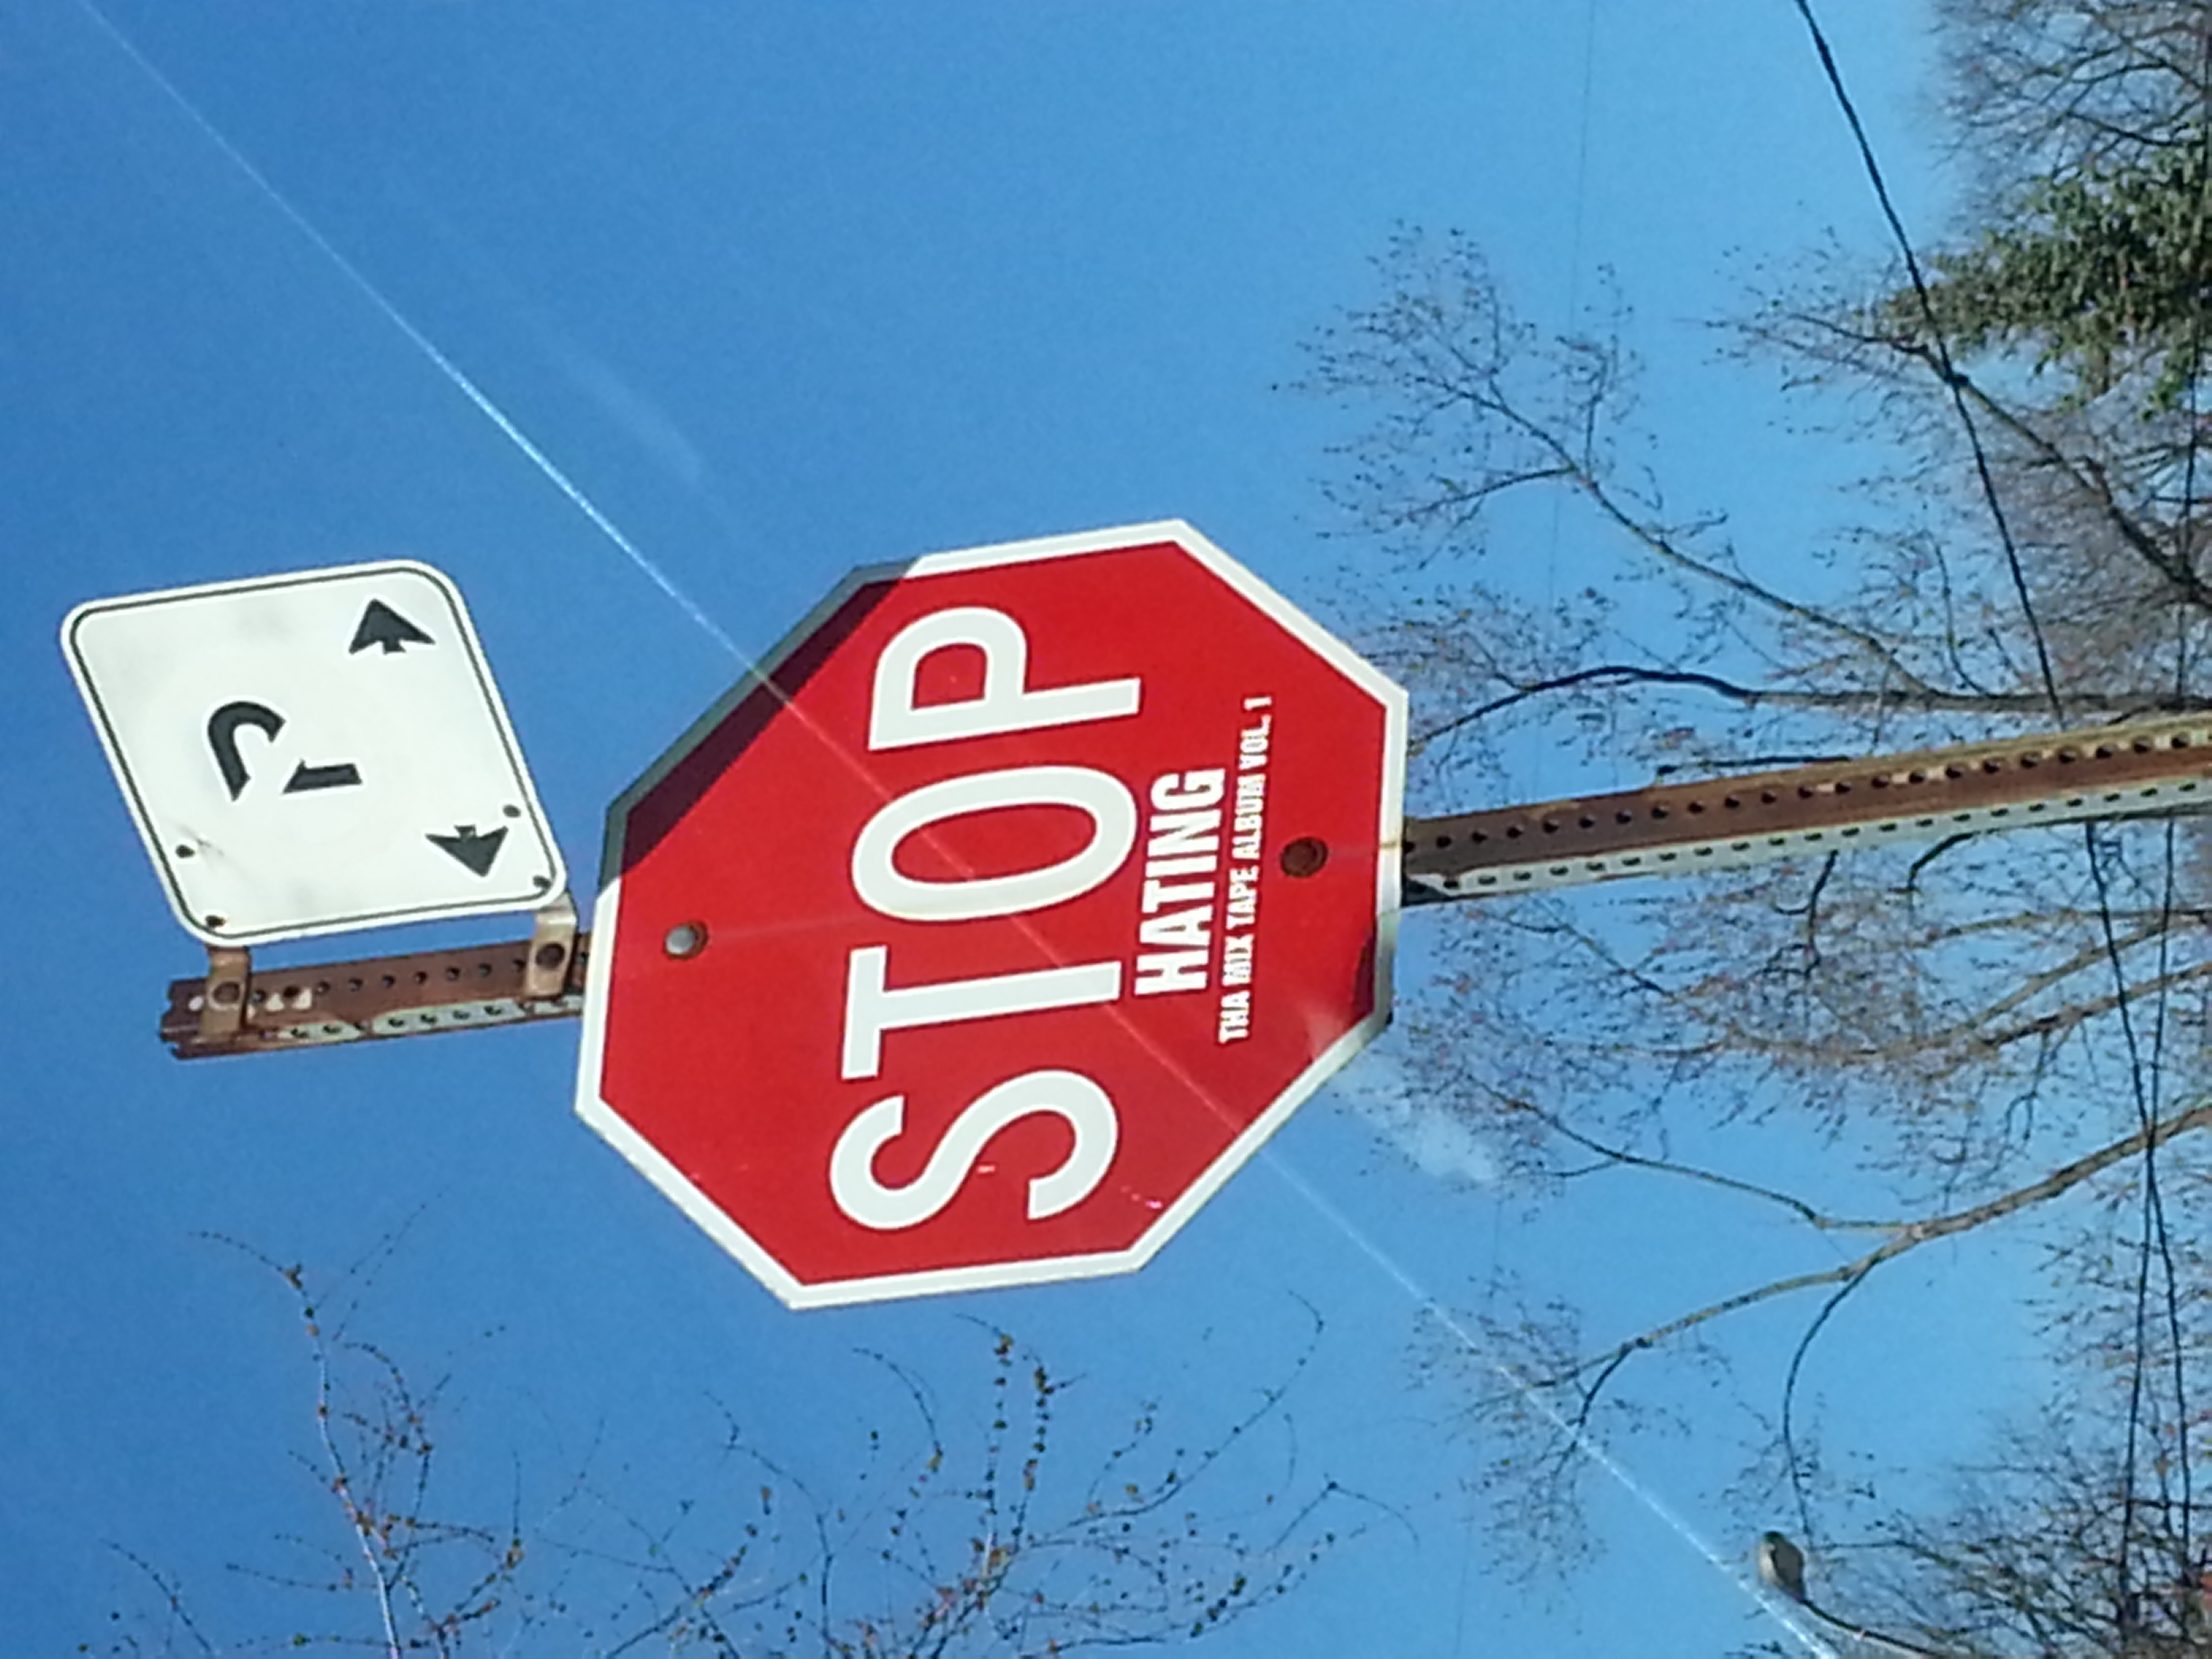 P
STOP
HATING
THA MIX TAPE ALBUM VOL. 1